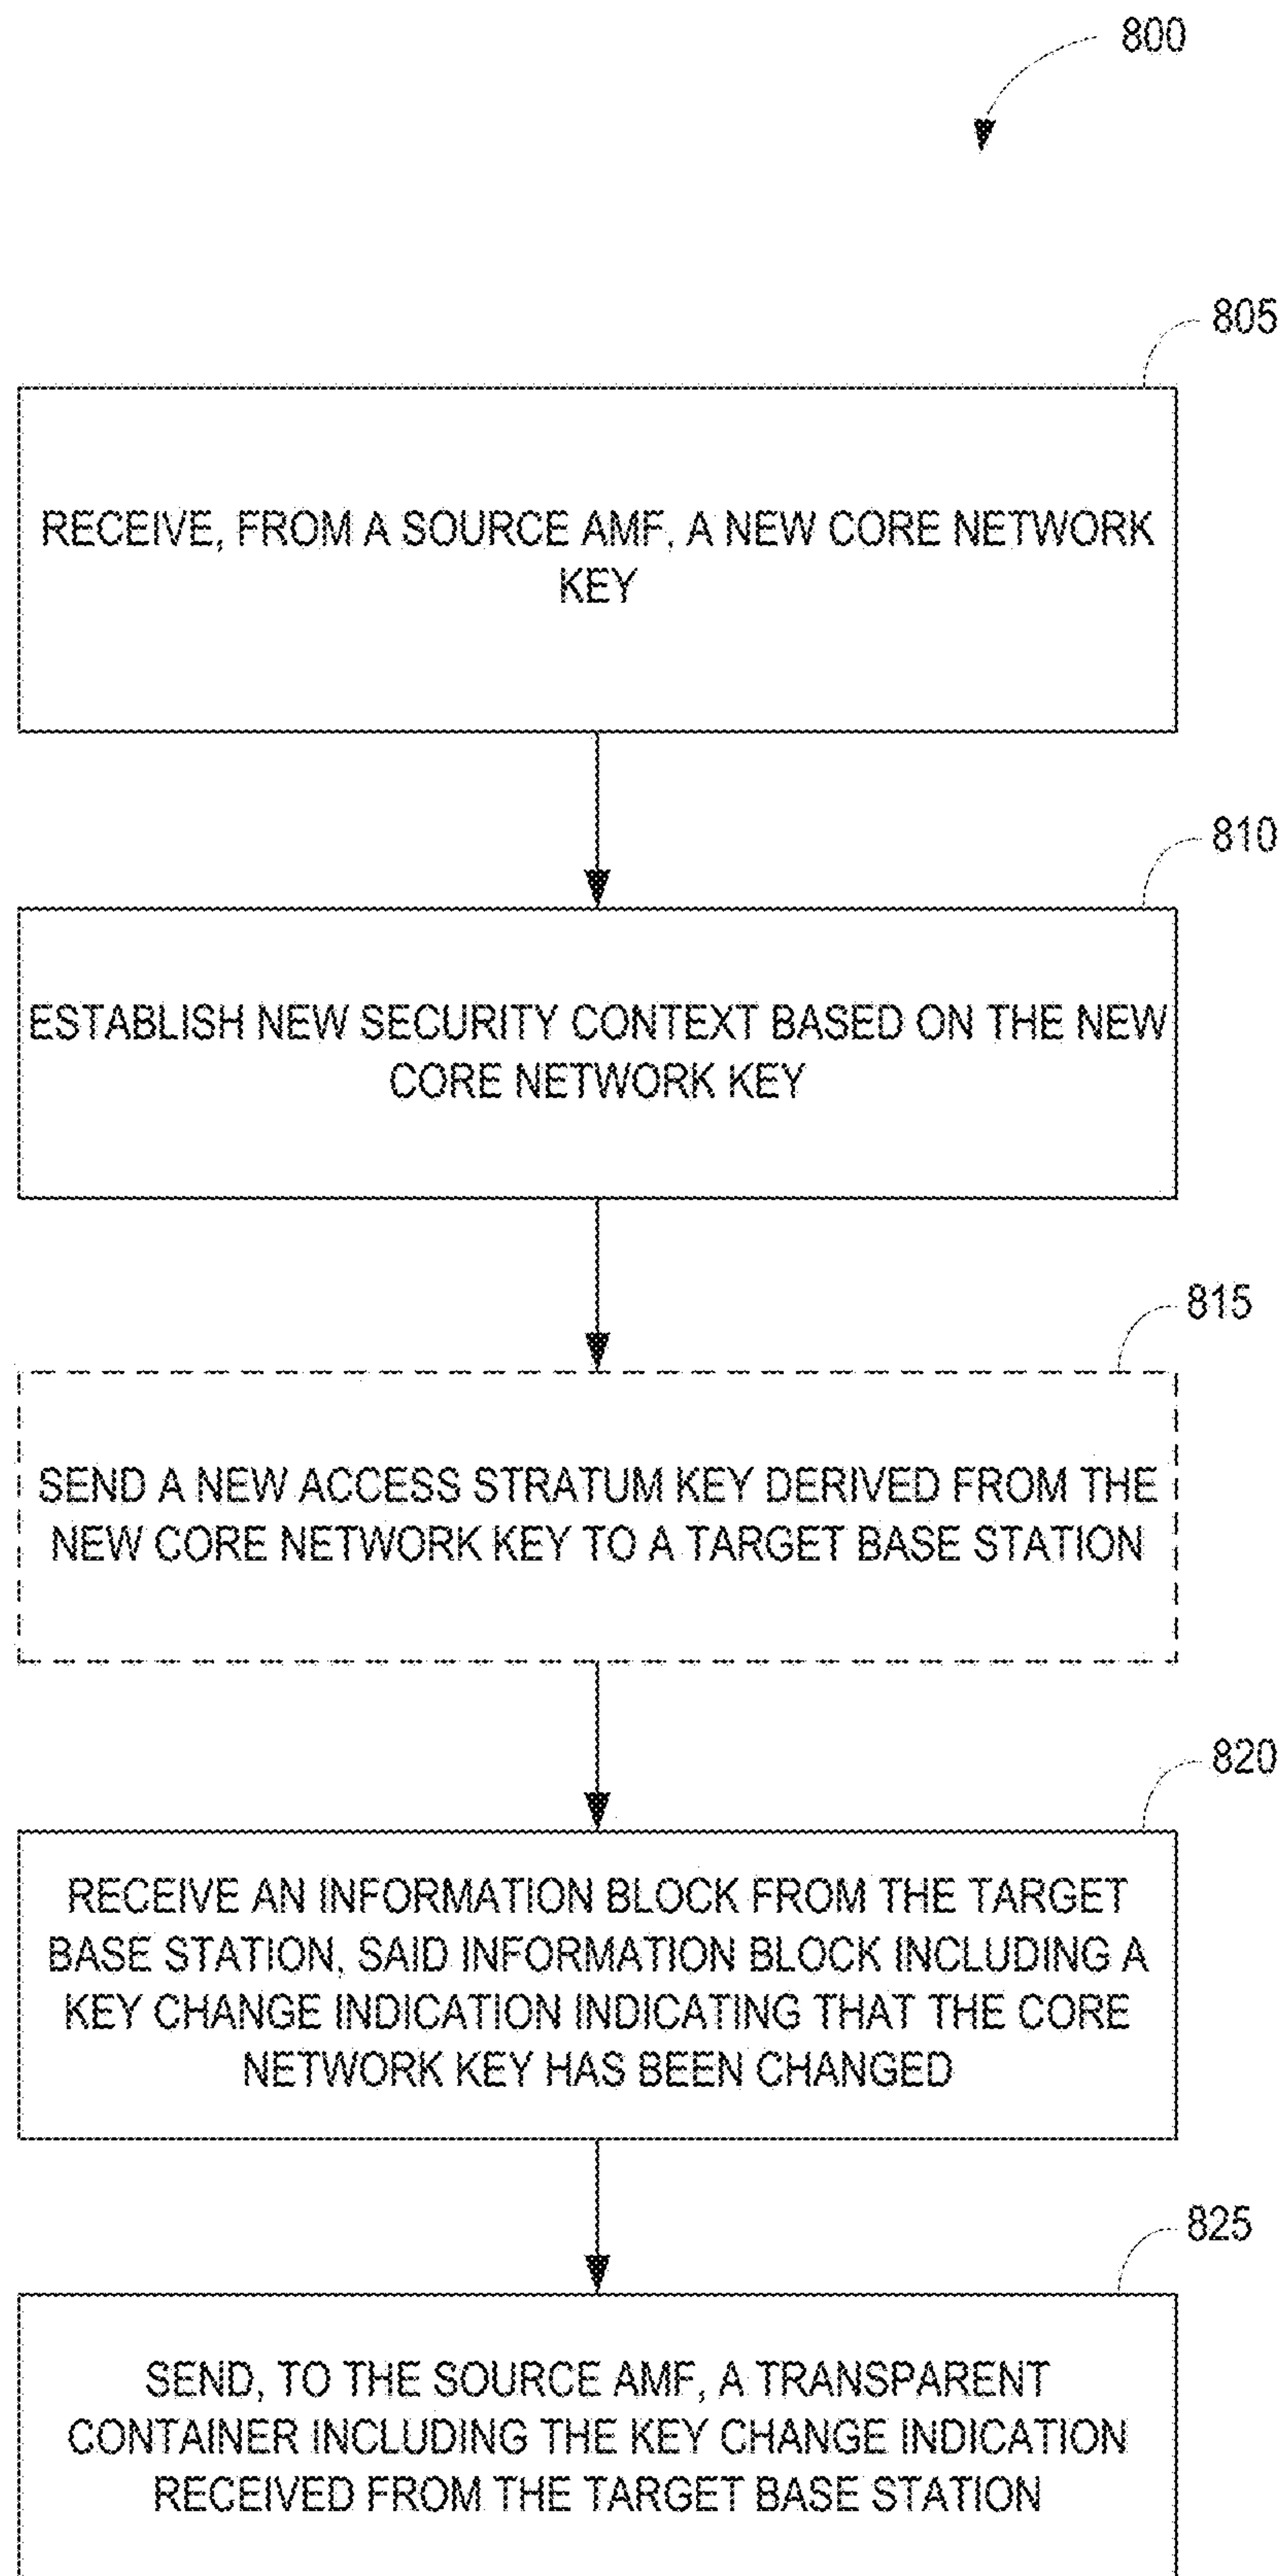 800
805
RECEIVE, FROM A SOURCE AMF, A NEW CORE NETWORK
KEY
810
ESTABLISH NEW SECURITY CONTEXT BASED ON THE NEW
CORE NETWORK KEY
815
SEND A NEW ACCESS STRATUM KEY DERIVED FROM THE
NEW CORE NETWORK KEY TO A TARGET BASE STATION
820
RECEIVE AN INFORMATION BLOCK FROM THE TARGET
BASE STATION, SAID INFORMATION BLOCK INCLUDING A
KEY CHANGE INDICATION INDICATING THAT THE CORE
NETWORK KEY HAS BEEN CHANGED
825
SEND, TO THE SOURCE AMF, A TRANSPARENT
CONTAINER INCLUDING THE KEY CHANGE INDICATION
RECEIVED FROM THE TARGET BASE STATION